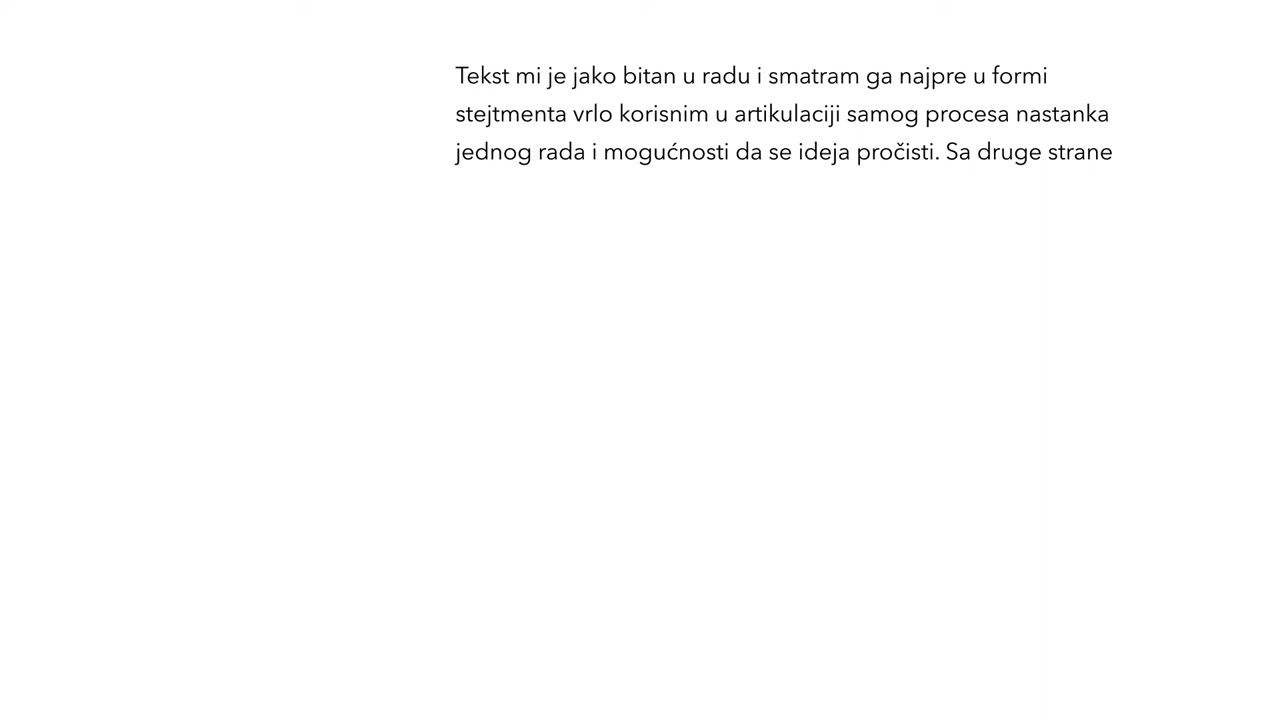 Tekst mi je jako bitan u radu i smatram ga najpre u formi
stejtmenta vrlo korisnim u artikulaciji samog procesa nastanka
jednog rada i mogućnosti da se ideja pročisti. Sa druge strane